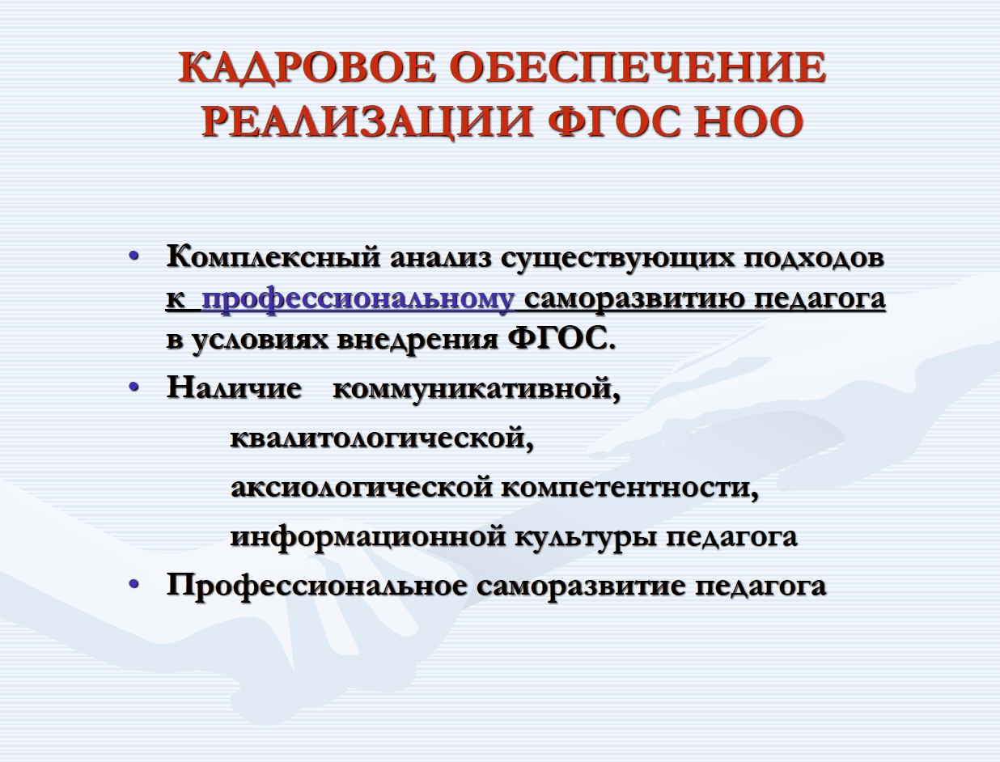 КАДРОВОЕ ОБЕСПЕЧЕНИЕ
РЕАЛИЗАЦИИ ФГОС НОО
• Комплексный анализ существующих подходов
к профессиональному саморазвитию педагога
в условиях внедрения ФГОС.
• Наличие коммуникативной,
квалитологической,
аксиологической компетентности,
информационной культуры педагога
• Профессиональное саморазвитие педагога